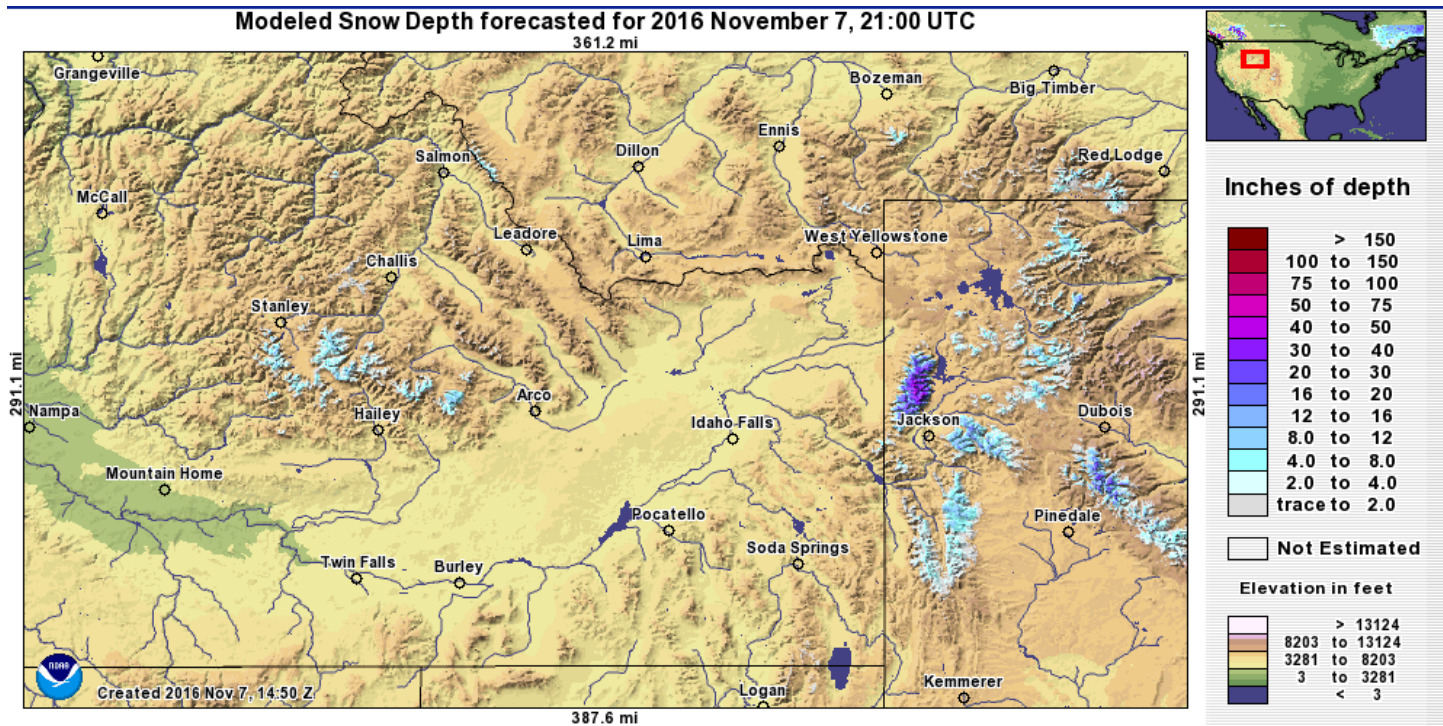 Modeled Snow Depth forecasted for 2016 November 7, 21:00 UTC
361.2 mi
Grangeville
Bozeman
Big Timber
Ennis
Salmon
Dillon
Red Lodge
McCall
Leadore
Lima
West Yellowstone
Challis
Stanley
291.1 mi
291.1 mi
Nampa
Hailey
Arco
Idaho Falls
Jackson
Dubois
Mountain Home
Pocatello
Pinedale
Soda Springs
Twin Falls
Burley
NOAA
Created 2016 Nov 7, 14:50 Z
Logan
Kemmerer
387.6 mi
Inches of depth
> 150
100 to 150
75 to 100
50 to 75
40 to 50
30 to 40
20 to 30
16 to 20
12 to 16
8.0 to 12
4.0 to 8.0
2.0 to 4.0
trace to 2.0
Not Estimated
Elevation in feet
> 13124
8203 to 13124
3281 to 8203
3 to 3281
< 3